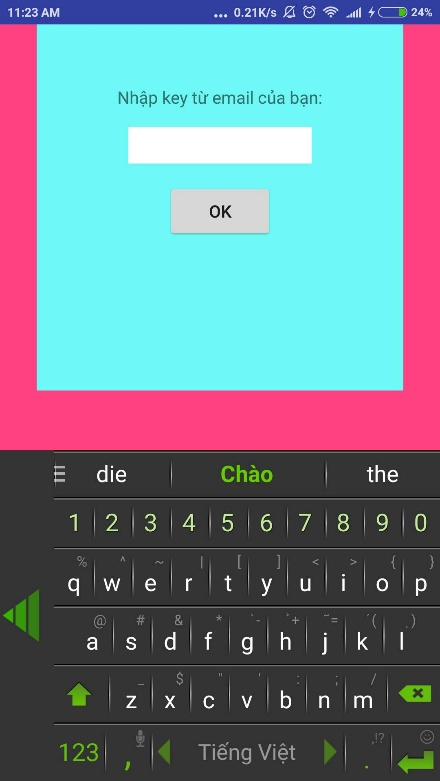 11:23 AM ... 0.21K/s 24%
Nhập key từ email của bạn:
OK
die Chào the
1 2 3 4 5 6 7 8 9 0
% ^ ~ | [ ] < > { }
q w e r t y u i o p
@ # & * - + = ( )
a s d f g h j k l
_ $ " ' : ; /
z x c v b n m
,!?
123 , Tiếng Việt .